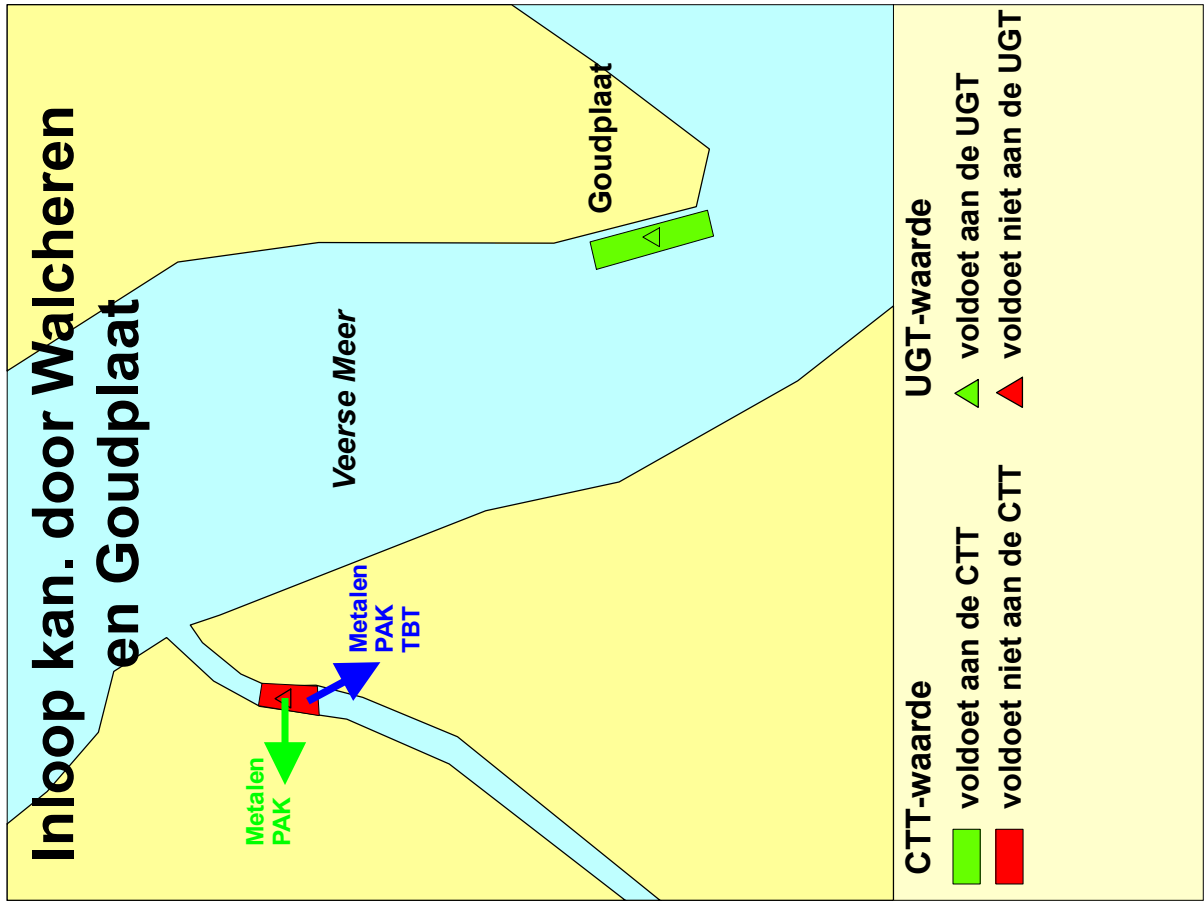 Inloop kan. door Walcheren
en Goudplaat
Veerse Meer
Goudplaat
Metalen
PAK
Metalen
PAK
TBT
CTT-waarde
voldoet aan de CTT
voldoet niet aan de CTT
UGT-waarde
voldoet aan de UGT
voldoet niet aan de UGT